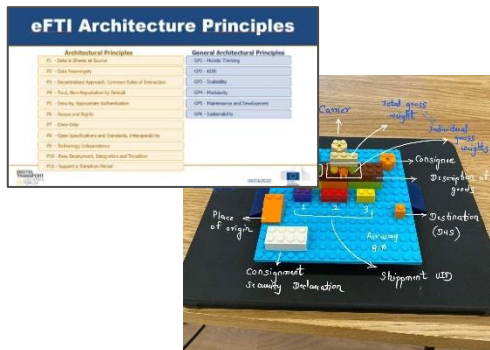 eFTI Architecture Principles
Architectural Principles
General Architectural Principles
P1 - Data is Shared at Source
P2 - Data Sovereignty
P3 - Decentralised Approach, Common Rules of Interaction
P4 - Trust, Non-Repudiation by Default
P5 - Security, Appropriate Authentication
P6 - Access and Rights
P7 - Once-Only
P8 - Open Specifications and Standards, Interoperability
P9 - Technology Independence
P10 - Easy Deployment, Integration and Transition
P11 - Support a Transition Period
GP1 - Holistic Thinking
GP2 - KISS
GP3 - Scalability
GP4 - Modularity
GP5 - Maintenance and Development
GP6 - Sustainability
DIGITAL
TRANSPORT
Carrier
Total gross
weight
Individual
gross
weights
Consignee
Description of
goods
Destination
Place
of origin
Airway
Bill
Consignment
Security Declaration
Shippment UID